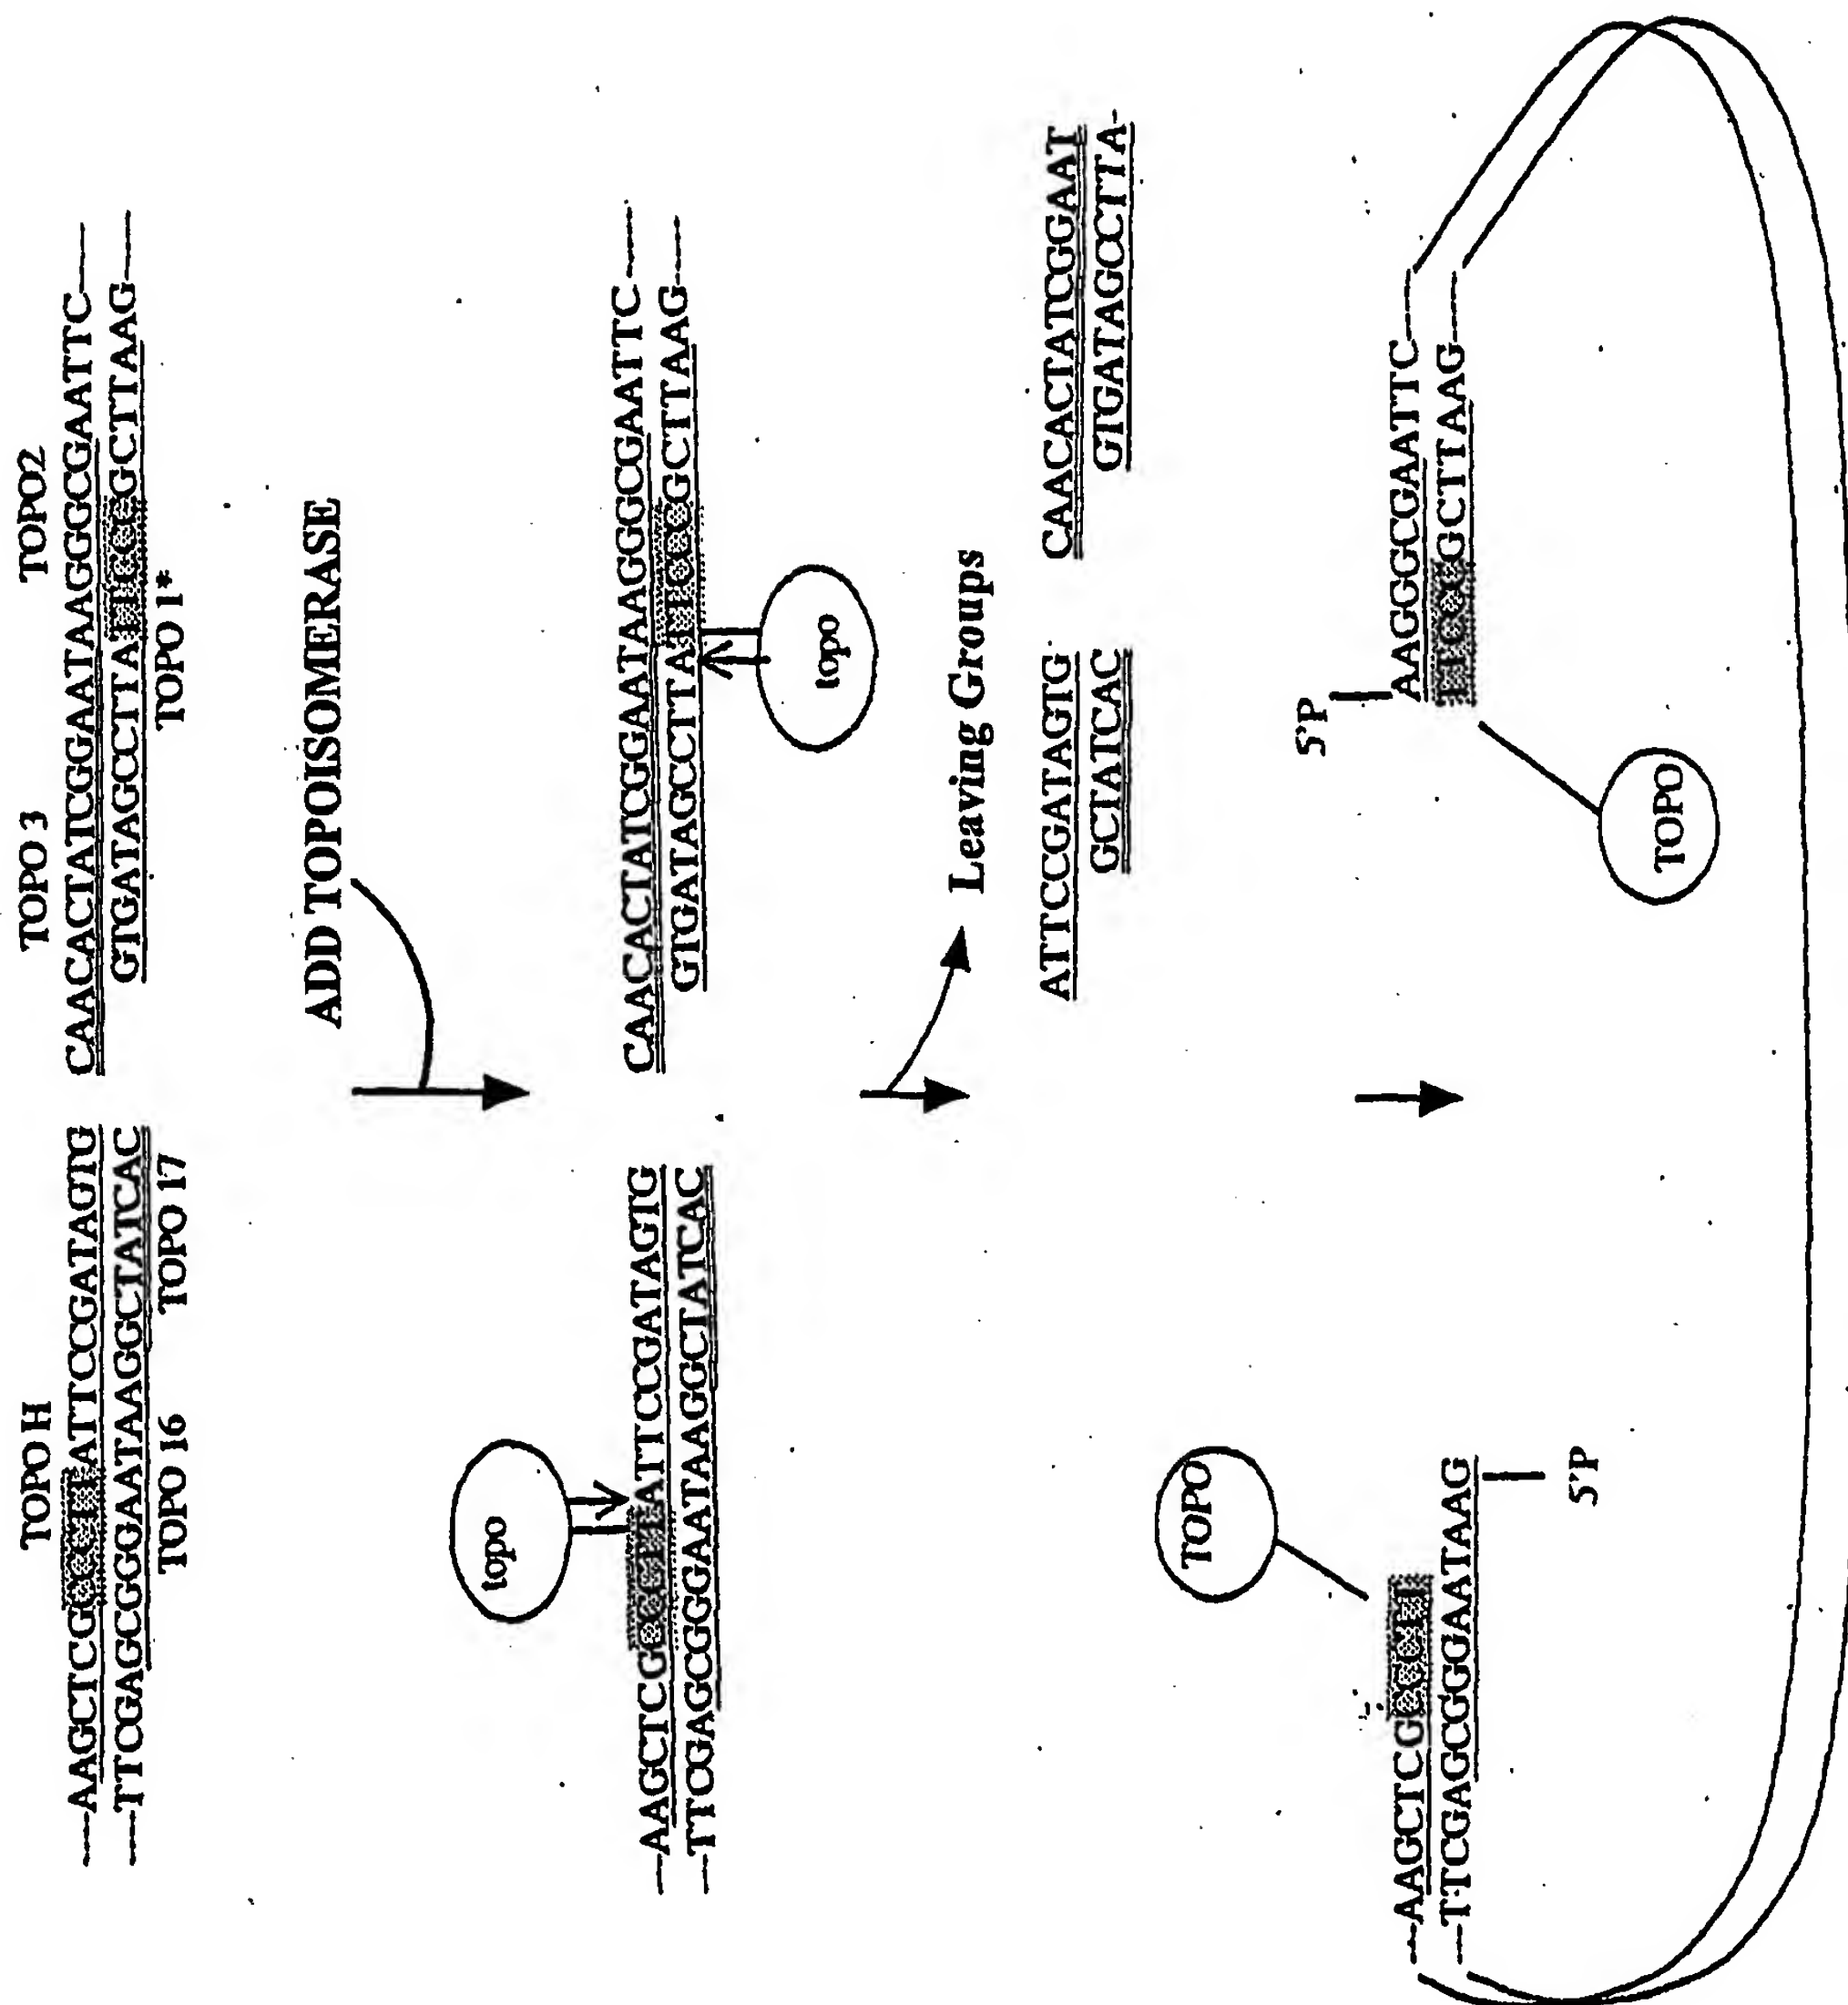 TOPO H TOPO 3 TOPO2
---AAGCTCGCCCTTATTCCGATAGTG CAACACTATCGGAATAAGGGCGAATTC---
---TTCGAGCGGGAATAAGGCTATCAC GTGATAGCCTTATTCCCGCTTAAG---
TOPO 16 TOPO 17 TOPO 1*
ADD TOPOISOMERASE
topo
---AAGCTCGCCCTTATTCCGATAGTG CAACACTATCGGAATAAGGGCGAATTC---
---TTCGAGCGGGAATAAGGCTATCAC GTGATAGCCTTATTCCCGCTTAAG---
topo
Leaving Groups
ATTCCGATAGTG CAACACTATCGGAAT
GCTATCAC GTGATAGCCTTA-
TOPO
5'P
---AAGCTCGCCCTT AAGGGCGAATTC---
---TTCGAGCGGGAATAAG TTCCCGCTTAAG---
5'P
TOPO